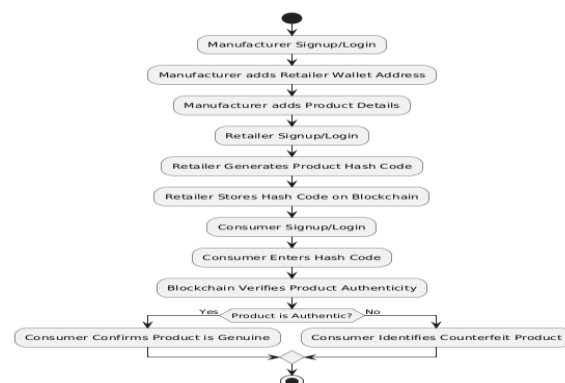 Manufacturer Signup/Login
Manufacturer adds Retailer Wallet Address
Manufacturer adds Product Details
Retailer Signup/Login
Retailer Generates Product Hash Code
Retailer Stores Hash Code on Blockchain
Consumer Signup/Login
Consumer Enters Hash Code
Blockchain Verifies Product Authenticity
Yes
Product is Authentic?
No
Consumer Confirms Product is Genuine
Consumer Identifies Counterfeit Product